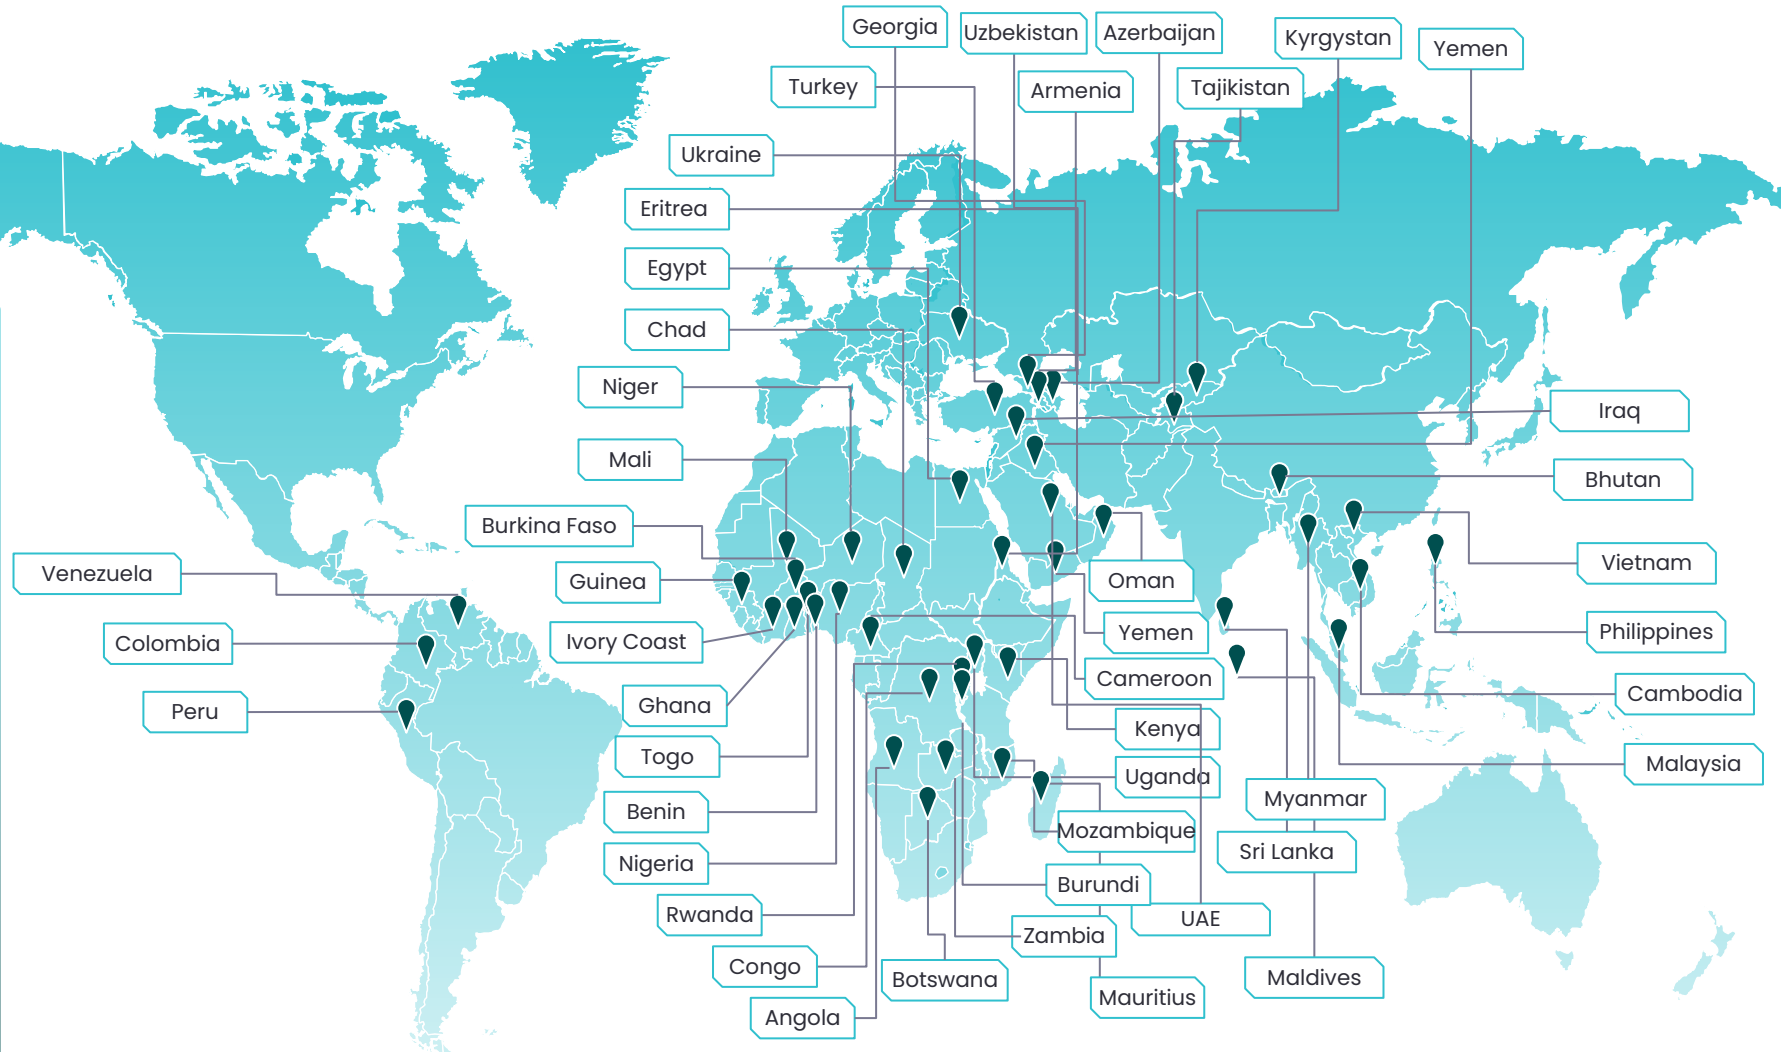 Georgia
Uzbekistan
Azerbaijan
Kyrgystan
Yemen
Turkey
Armenia
Tajikistan
Ukraine
Eritrea
Egypt
Chad
Niger
Iraq
Mali
Bhutan
Burkina Faso
Venezuela
Guinea
Oman
Vietnam
Colombia
Ivory Coast
Yemen
Philippines
Cameroon
Cambodia
Peru
Ghana
Kenya
Togo
Uganda
Malaysia
Benin
Myanmar
Mozambique
Nigeria
Sri Lanka
Burundi
Rwanda
UAE
Zambia
Congo
Botswana
Maldives
Mauritius
Angola